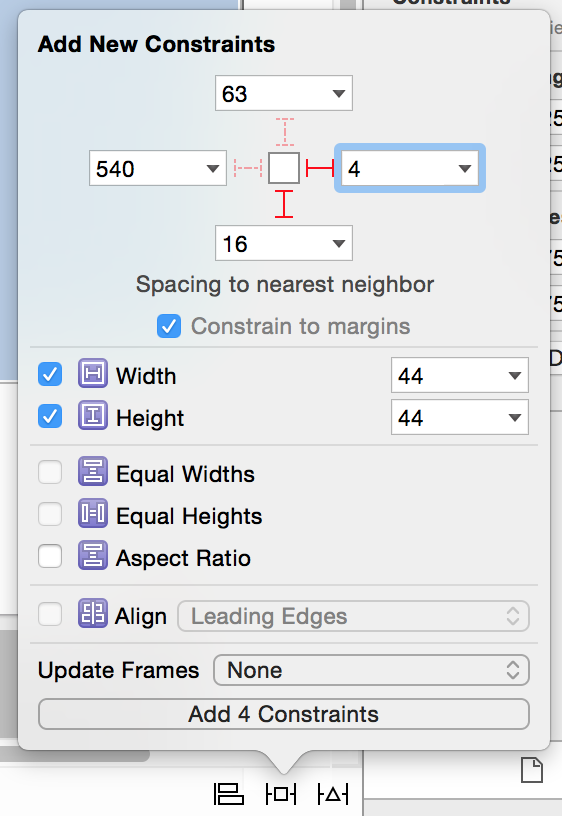 Add New Constraints
63
540
4
16
Spacing to nearest neighbor
Constrain to margins
Width 44
Height 44
Equal Widths
Equal Heights
Aspect Ratio
Align Leading Edges
Update Frames None
Add 4 Constraints